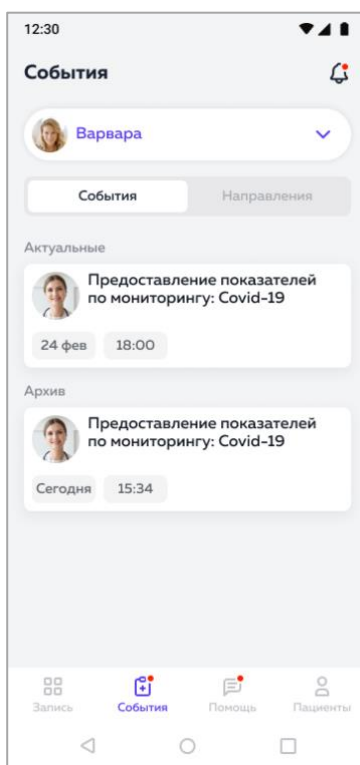 12:30
События
Варвара
События Направления
Актуальные
Предоставление показателей
по мониторингу: Covid-19
24 фев 18:00
Архив
Предоставление показателей
по мониторингу: Covid-19
Сегодня 15:34
Запись События Помощь Пациенты